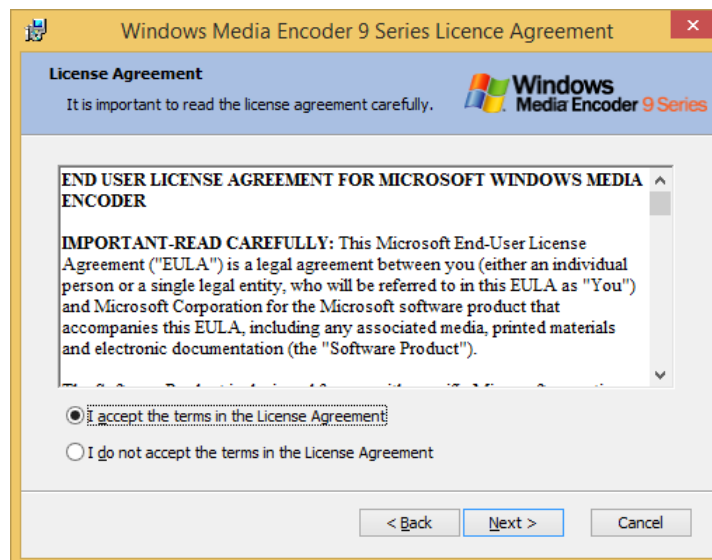 Windows Media Encoder 9 Series Licence Agreement
License Agreement
It is important to read the license agreement carefully.
Windows
Media Encoder 9 Series
END USER LICENSE AGREEMENT FOR MICROSOFT WINDOWS MEDIA
ENCODER
IMPORTANT-READ CAREFULLY: This Microsoft End-User License
Agreement ("EULA") is a legal agreement between you (either an individual
person or a single legal entity, who will be referred to in this EULA as "You")
and Microsoft Corporation for the Microsoft software product that
accompanies this EULA, including any associated media, printed materials
and electronic documentation (the "Software Product").
I accept the terms in the License Agreement
I do not accept the terms in the License Agreement
< Back
Next >
Cancel